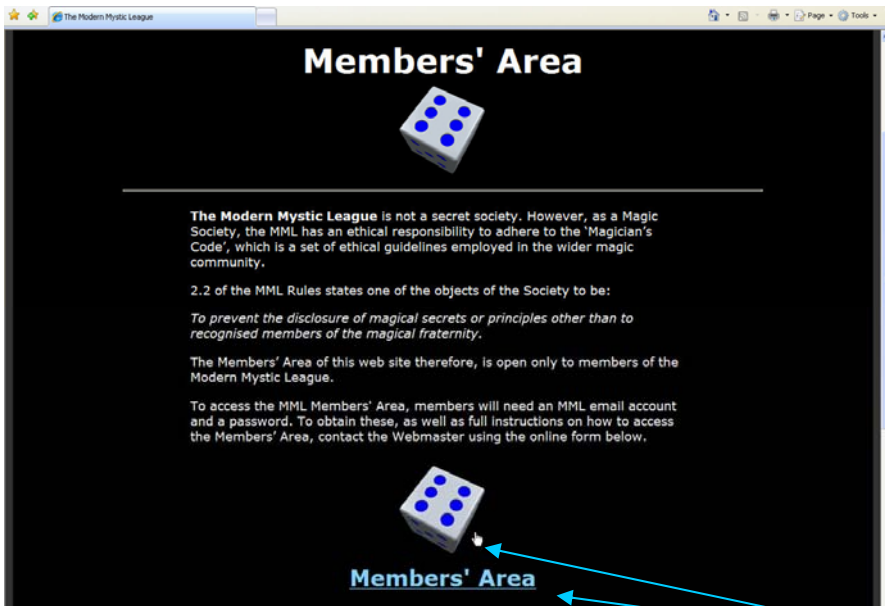 The Modern Mystic League
Page
Tools
Members' Area
The Modern Mystic League is not a secret society. However, as a Magic
Society, the MML has an ethical responsibility to adhere to the ‘Magician’s
Code’, which is a set of ethical guidelines employed in the wider magic
community.
2.2 of the MML Rules states one of the objects of the Society to be:
To prevent the disclosure of magical secrets or principles other than to
recognised members of the magical fraternity.
The Members’ Area of this web site therefore, is open only to members of the
Modern Mystic League.
To access the MML Members' Area, members will need an MML email account
and a password. To obtain these, as well as full instructions on how to access
the Members’ Area, contact the Webmaster using the online form below.
Members' Area